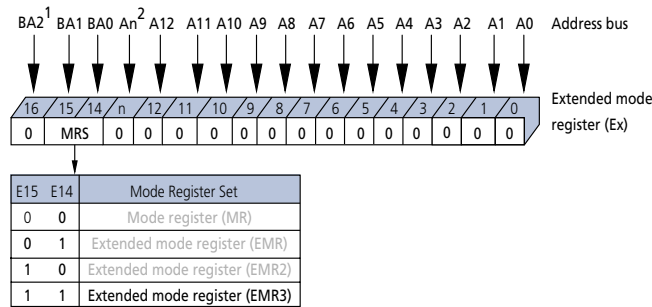 BA2¹ BA1 BA0 An² A12 A11 A10 A9 A8 A7 A6 A5 A4 A3 A2 A1 A0 Address bus
16 15 14 n 12 11 10 9 8 7 6 5 4 3 2 1 0 Extended mode
register (Ex)
0 MRS 0 0 0 0 0 0 0 0 0 0 0 0 0 0
E15 E14 Mode Register Set
0 0 Mode register (MR)
0 1 Extended mode register (EMR)
1 0 Extended mode register (EMR2)
1 1 Extended mode register (EMR3)